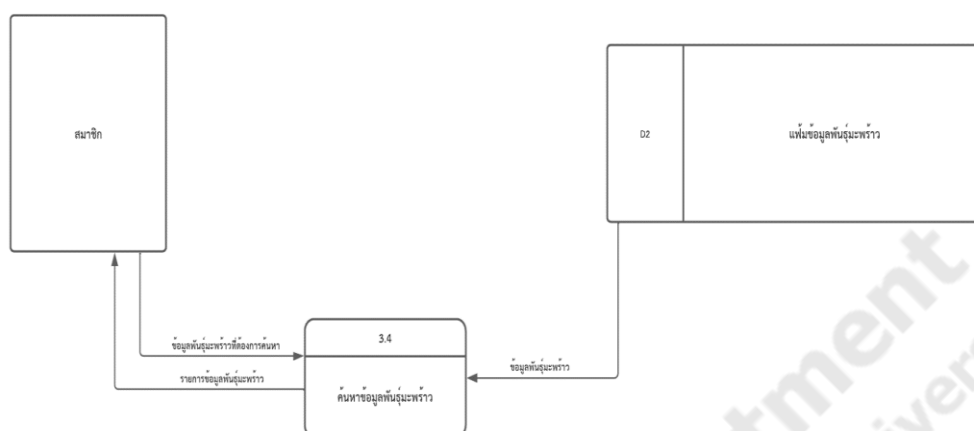 สมาชิก
D2
แฟ้มข้อมูลพันธุ์มะพร้าว
3.4
ข้อมูลพันธุ์มะพร้าวที่ต้องการค้นหา
ข้อมูลพันธุ์มะพร้าว
รายการข้อมูลพันธุ์มะพร้าว
ค้นหาข้อมูลพันธุ์มะพร้าว